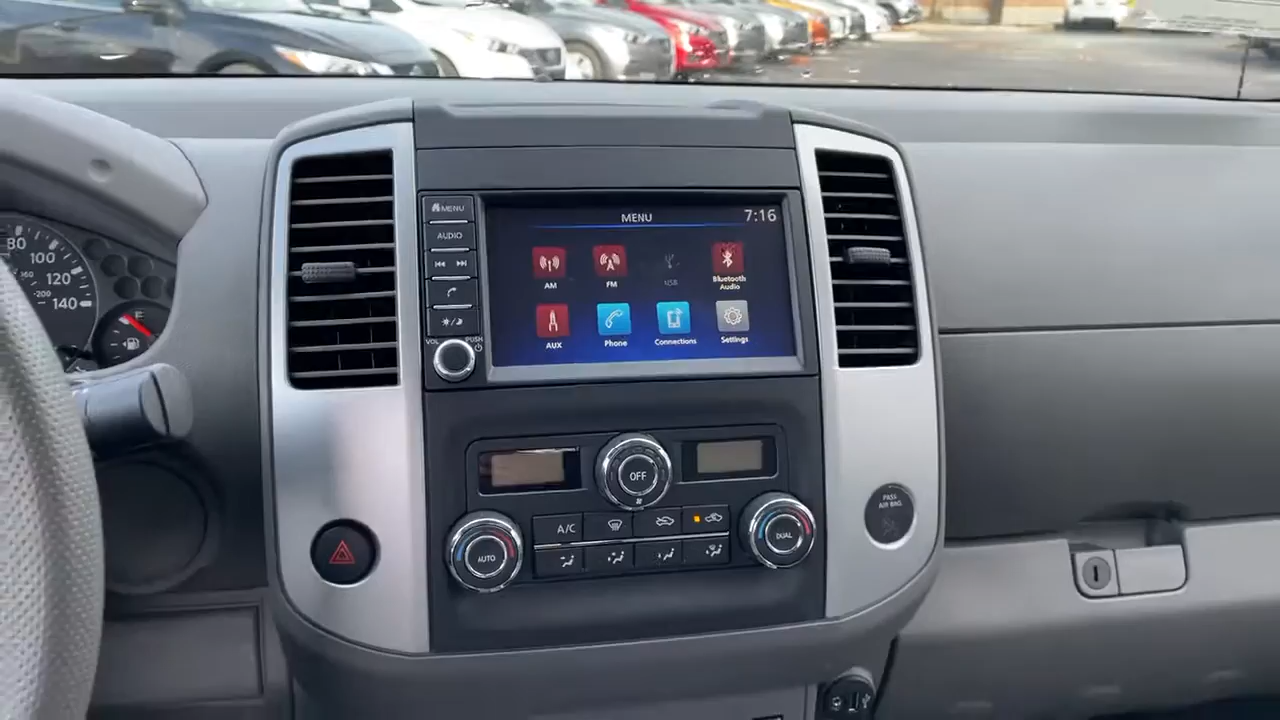 MENU
7:16
AM
FM
USB
Bluetooth
Audio
AUX
Phone
Connections
Settings
MENU
AUDIO
VOL
PUSH
80
100
120
140
E
OFF
A/C
AUTO
DUAL
PASS
AIR BAG